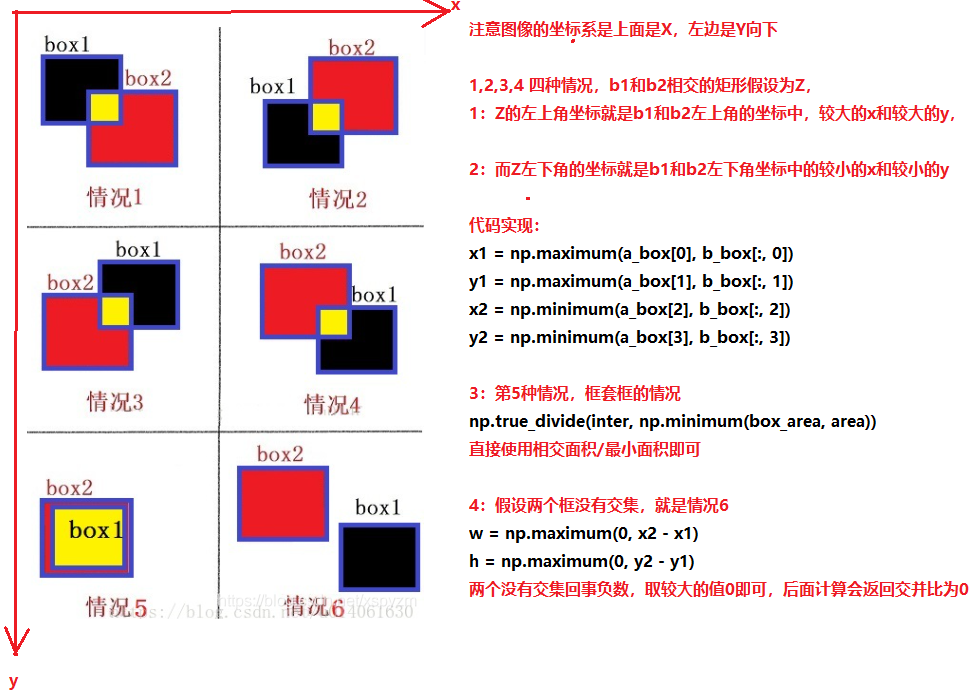 x
box1
box2
情况1
box2
box1
情况2
box1
box2
情况3
box2
box1
情况4
box2
box1
情况5
box2
box1
情况6
y
注意图像的坐标系是上面是X，左边是Y向下
1,2,3,4 四种情况，b1和b2相交的矩形假设为Z，
1：Z的左上角坐标就是b1和b2左上角的坐标中，较大的x和较大的y，
2：而Z左下角的坐标就是b1和b2左下角坐标中的较小的x和较小的y
代码实现：
x1 = np.maximum(a_box[0], b_box[:, 0])
y1 = np.maximum(a_box[1], b_box[:, 1])
x2 = np.minimum(a_box[2], b_box[:, 2])
y2 = np.minimum(a_box[3], b_box[:, 3])
3：第5种情况，框套框的情况
np.true_divide(inter, np.minimum(box_area, area))
直接使用相交面积/最小面积即可
4：假设两个框没有交集，就是情况6
w = np.maximum(0, x2 - x1)
h = np.maximum(0, y2 - y1)
两个没有交集回事负数，取较大的值0即可，后面计算会返回交并比为0